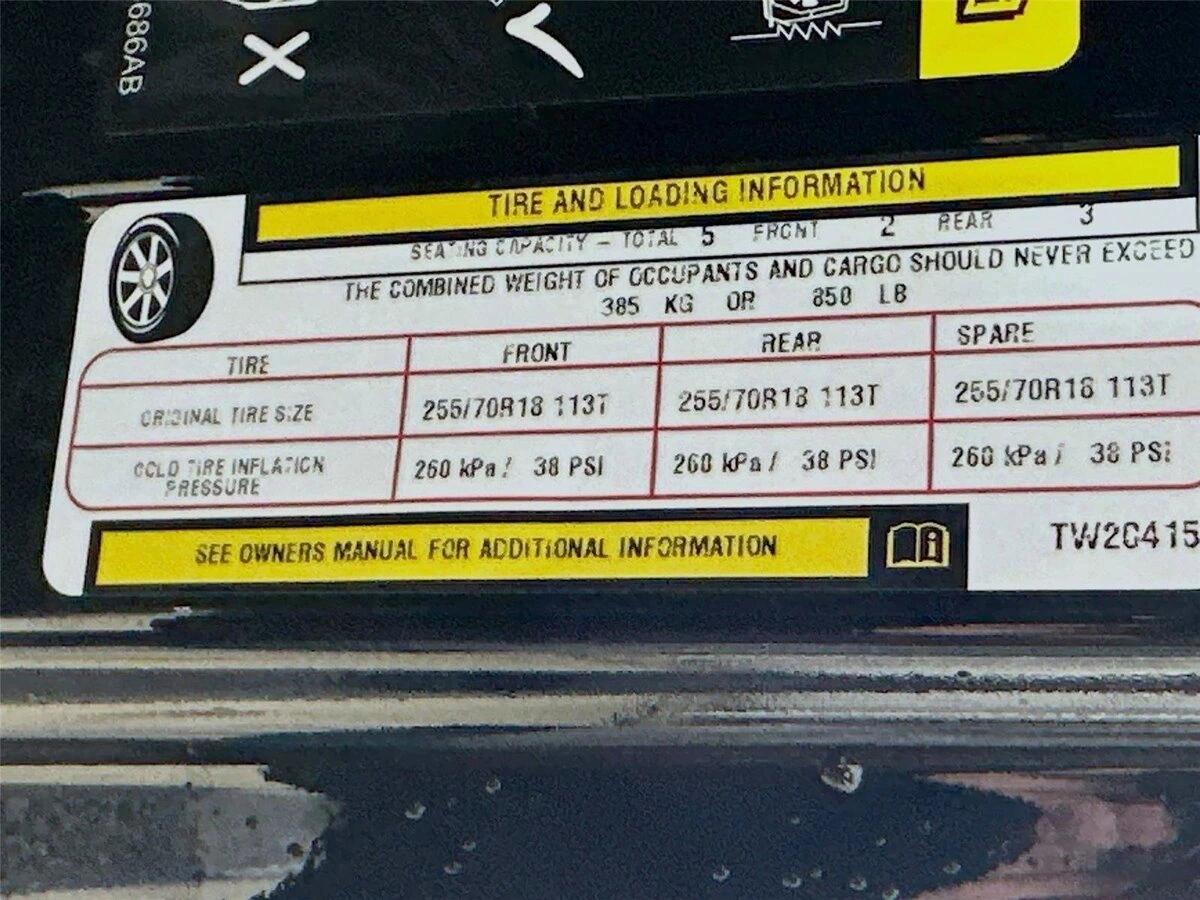 686AB
TIRE AND LOADING INFORMATION
SEATING CAPACITY – TOTAL 5 FRONT 2 REAR 3
THE COMBINED WEIGHT OF OCCUPANTS AND CARGO SHOULD NEVER EXCEED
385 KG OR 850 LB
TIRE FRONT REAR SPARE
ORIGINAL TIRE SIZE 255/70R18 113T 255/70R18 113T 255/70R18 113T
COLD TIRE INFLATION PRESSURE 260 kPa / 38 PSI 260 kPa / 38 PSI 260 kPa / 38 PSI
SEE OWNERS MANUAL FOR ADDITIONAL INFORMATION
TW20415